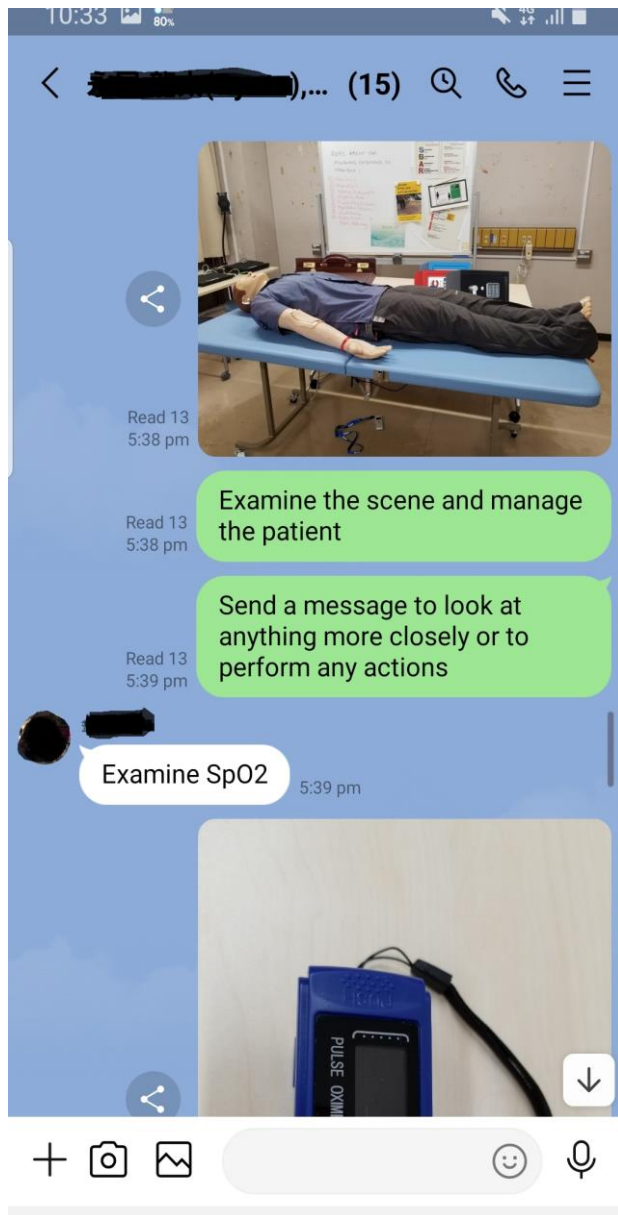 10:33
80%
4G
),... (15)
Read 13
5:38 pm
Examine the scene and manage
the patient
Read 13
5:38 pm
Send a message to look at
anything more closely or to
perform any actions
Read 13
5:39 pm
Examine SpO2
5:39 pm
PUSH
PULSE OXIM